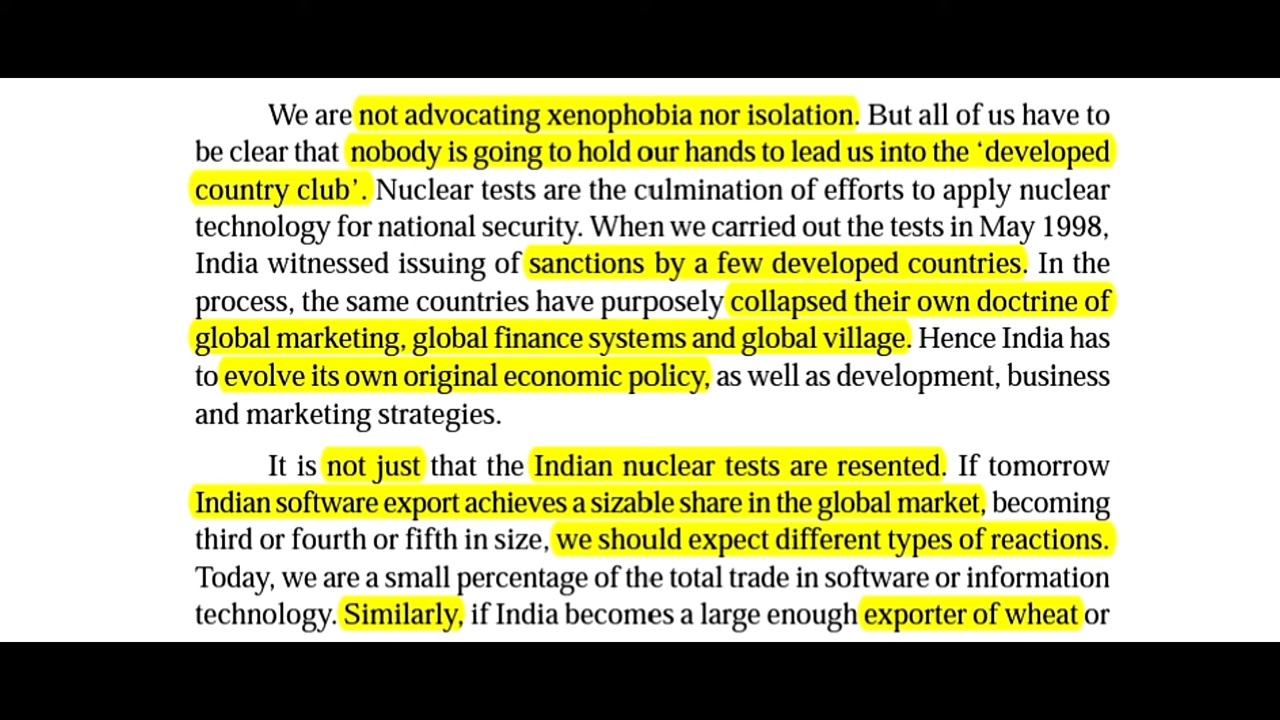 We are not advocating xenophobia nor isolation. But all of us have to
be clear that nobody is going to hold our hands to lead us into the ‘developed
country club’. Nuclear tests are the culmination of efforts to apply nuclear
technology for national security. When we carried out the tests in May 1998,
India witnessed issuing of sanctions by a few developed countries. In the
process, the same countries have purposely collapsed their own doctrine of
global marketing, global finance systems and global village. Hence India has
to evolve its own original economic policy, as well as development, business
and marketing strategies.
It is not just that the Indian nuclear tests are resented. If tomorrow
Indian software export achieves a sizable share in the global market, becoming
third or fourth or fifth in size, we should expect different types of reactions.
Today, we are a small percentage of the total trade in software or information
technology. Similarly, if India becomes a large enough exporter of wheat or